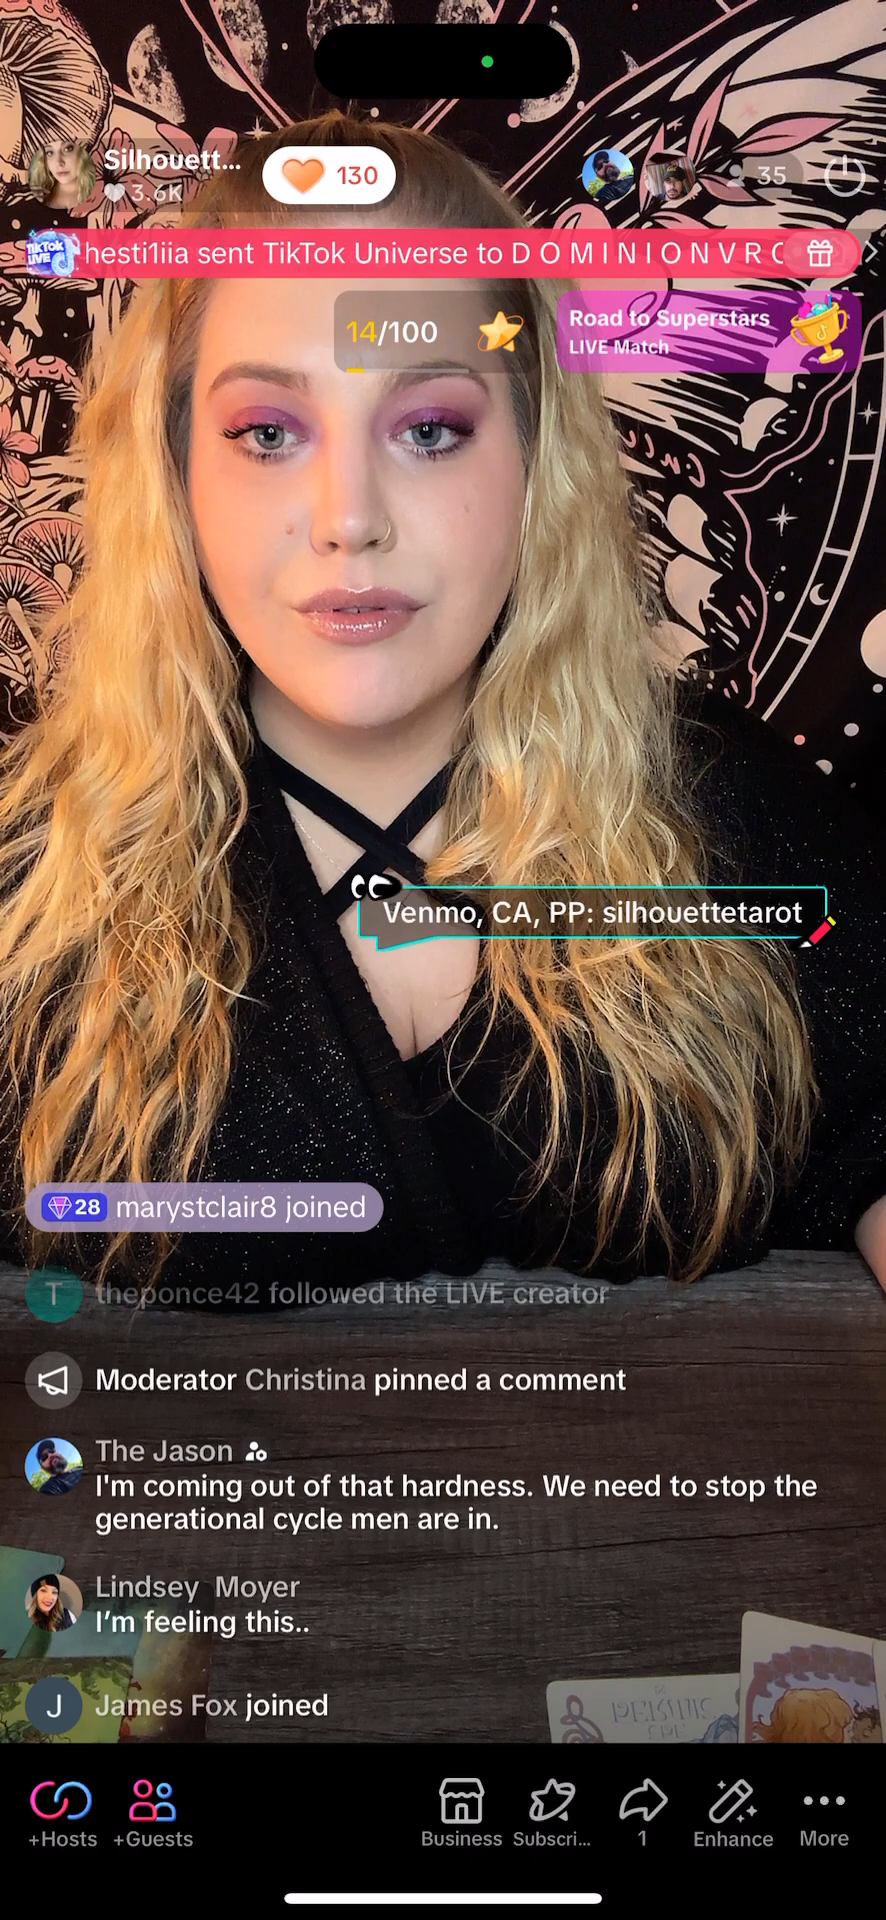 Silhouett...
3.6K
130
35
TikTok
LIVE
hesti1iia sent TikTok Universe to D O M I N I O N V R C
14/100
Road to Superstars
LIVE Match
Venmo, CA, PP: silhouettetarot
28 marystclair8 joined
T
theponce42 followed the LIVE creator
Moderator Christina pinned a comment
The Jason
I'm coming out of that hardness. We need to stop the
generational cycle men are in.
Lindsey Moyer
I’m feeling this..
J
James Fox joined
+Hosts
+Guests
Business
Subscri...
1
Enhance
More